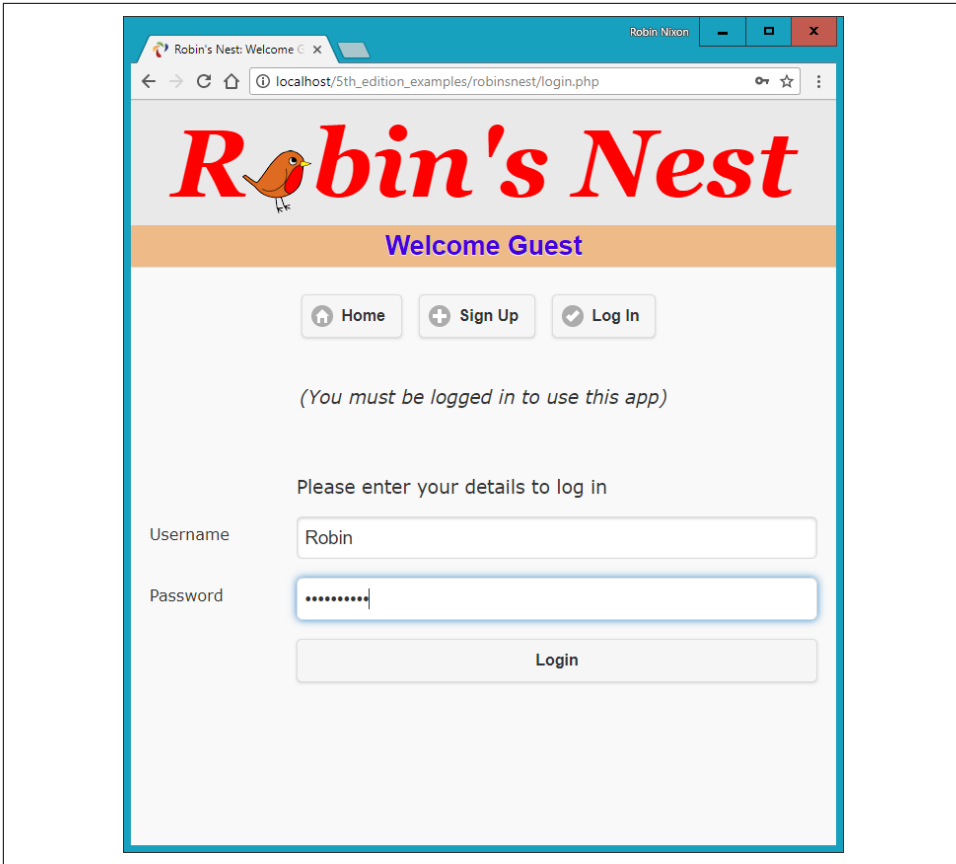 Robin Nixon
Robin's Nest: Welcome G
localhost/5th_edition_examples/robinsnest/login.php
Robin's Nest
Welcome Guest
Home
Sign Up
Log In
(You must be logged in to use this app)
Please enter your details to log in
Username
Robin
Password
••••••••••
Login